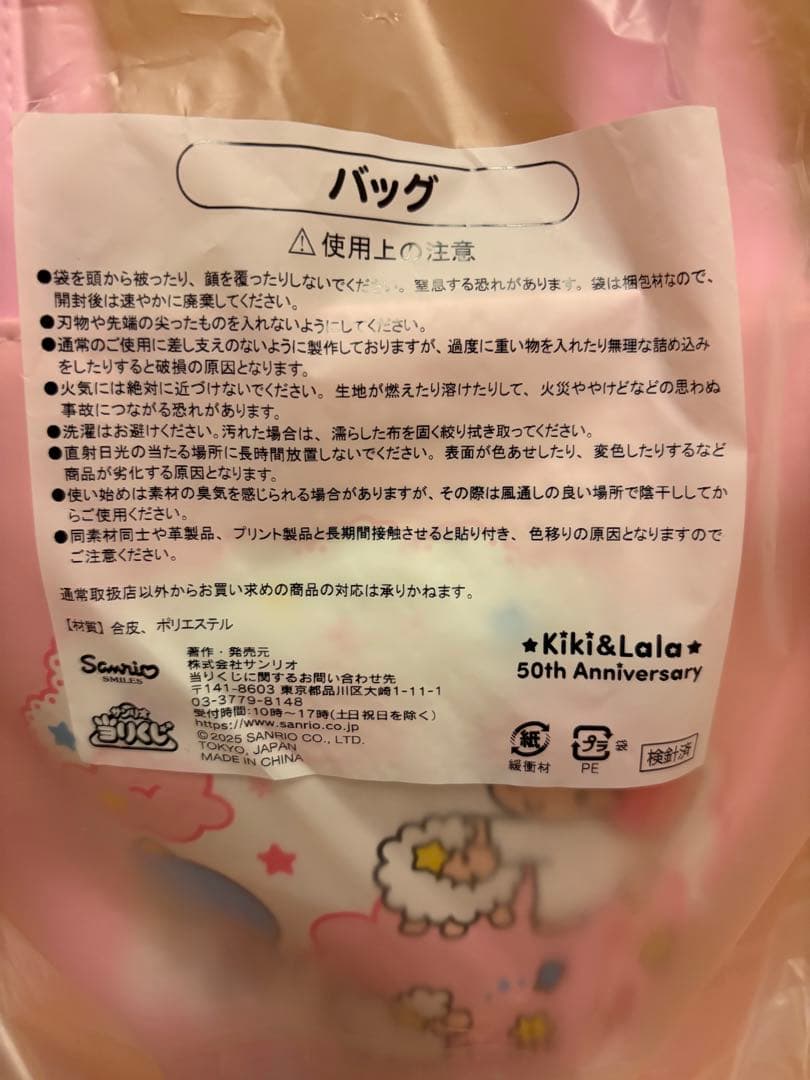 バッグ
⚠使用上の注意
●袋を頭から被ったり、顔を覆ったりしないでください。窒息する恐れがあります。袋は梱包材なので、
開封後は速やかに廃棄してください。
●刃物や先端の尖ったものを入れないようにしてください。
●通常のご使用に差し支えのないように製作しておりますが、過度に重い物を入れたり無理な詰め込み
をしたりすると破損の原因となります。
●火気には絶対に近づけないでください。生地が燃えたり溶けたりして、火災ややけどなどの思わぬ
事故につながる恐れがあります。
●洗濯はお避けください。汚れた場合は、濡らした布を固く絞り拭き取ってください。
●直射日光の当たる場所に長時間放置しないでください。表面が色あせしたり、変色したりするなど
商品が劣化する原因となります。
●使い始めは素材の臭気を感じられる場合がありますが、その際は風通しの良い場所で陰干ししてか
らご使用ください。
●同素材同士や革製品、プリント製品と長期間接触させると貼り付き、色移りの原因となりますので
ご注意ください。
通常取扱店以外からお買い求めの商品の対応は承りかねます。
【材質】合皮、ポリエステル
Sanrio
SMILES
サンリオ
当りくじ
著作・発売元
株式会社サンリオ
当りくじに関するお問い合わせ先
〒141-8603 東京都品川区大崎1-11-1
03-3779-8148
受付時間:10時～17時(土日祝日を除く)
https://www.sanrio.co.jp
©2025 SANRIO CO., LTD.
TOKYO, JAPAN
MADE IN CHINA
★Kiki&Lala★
50th Anniversary
紙
緩衝材
プラ
袋
PE
検針済